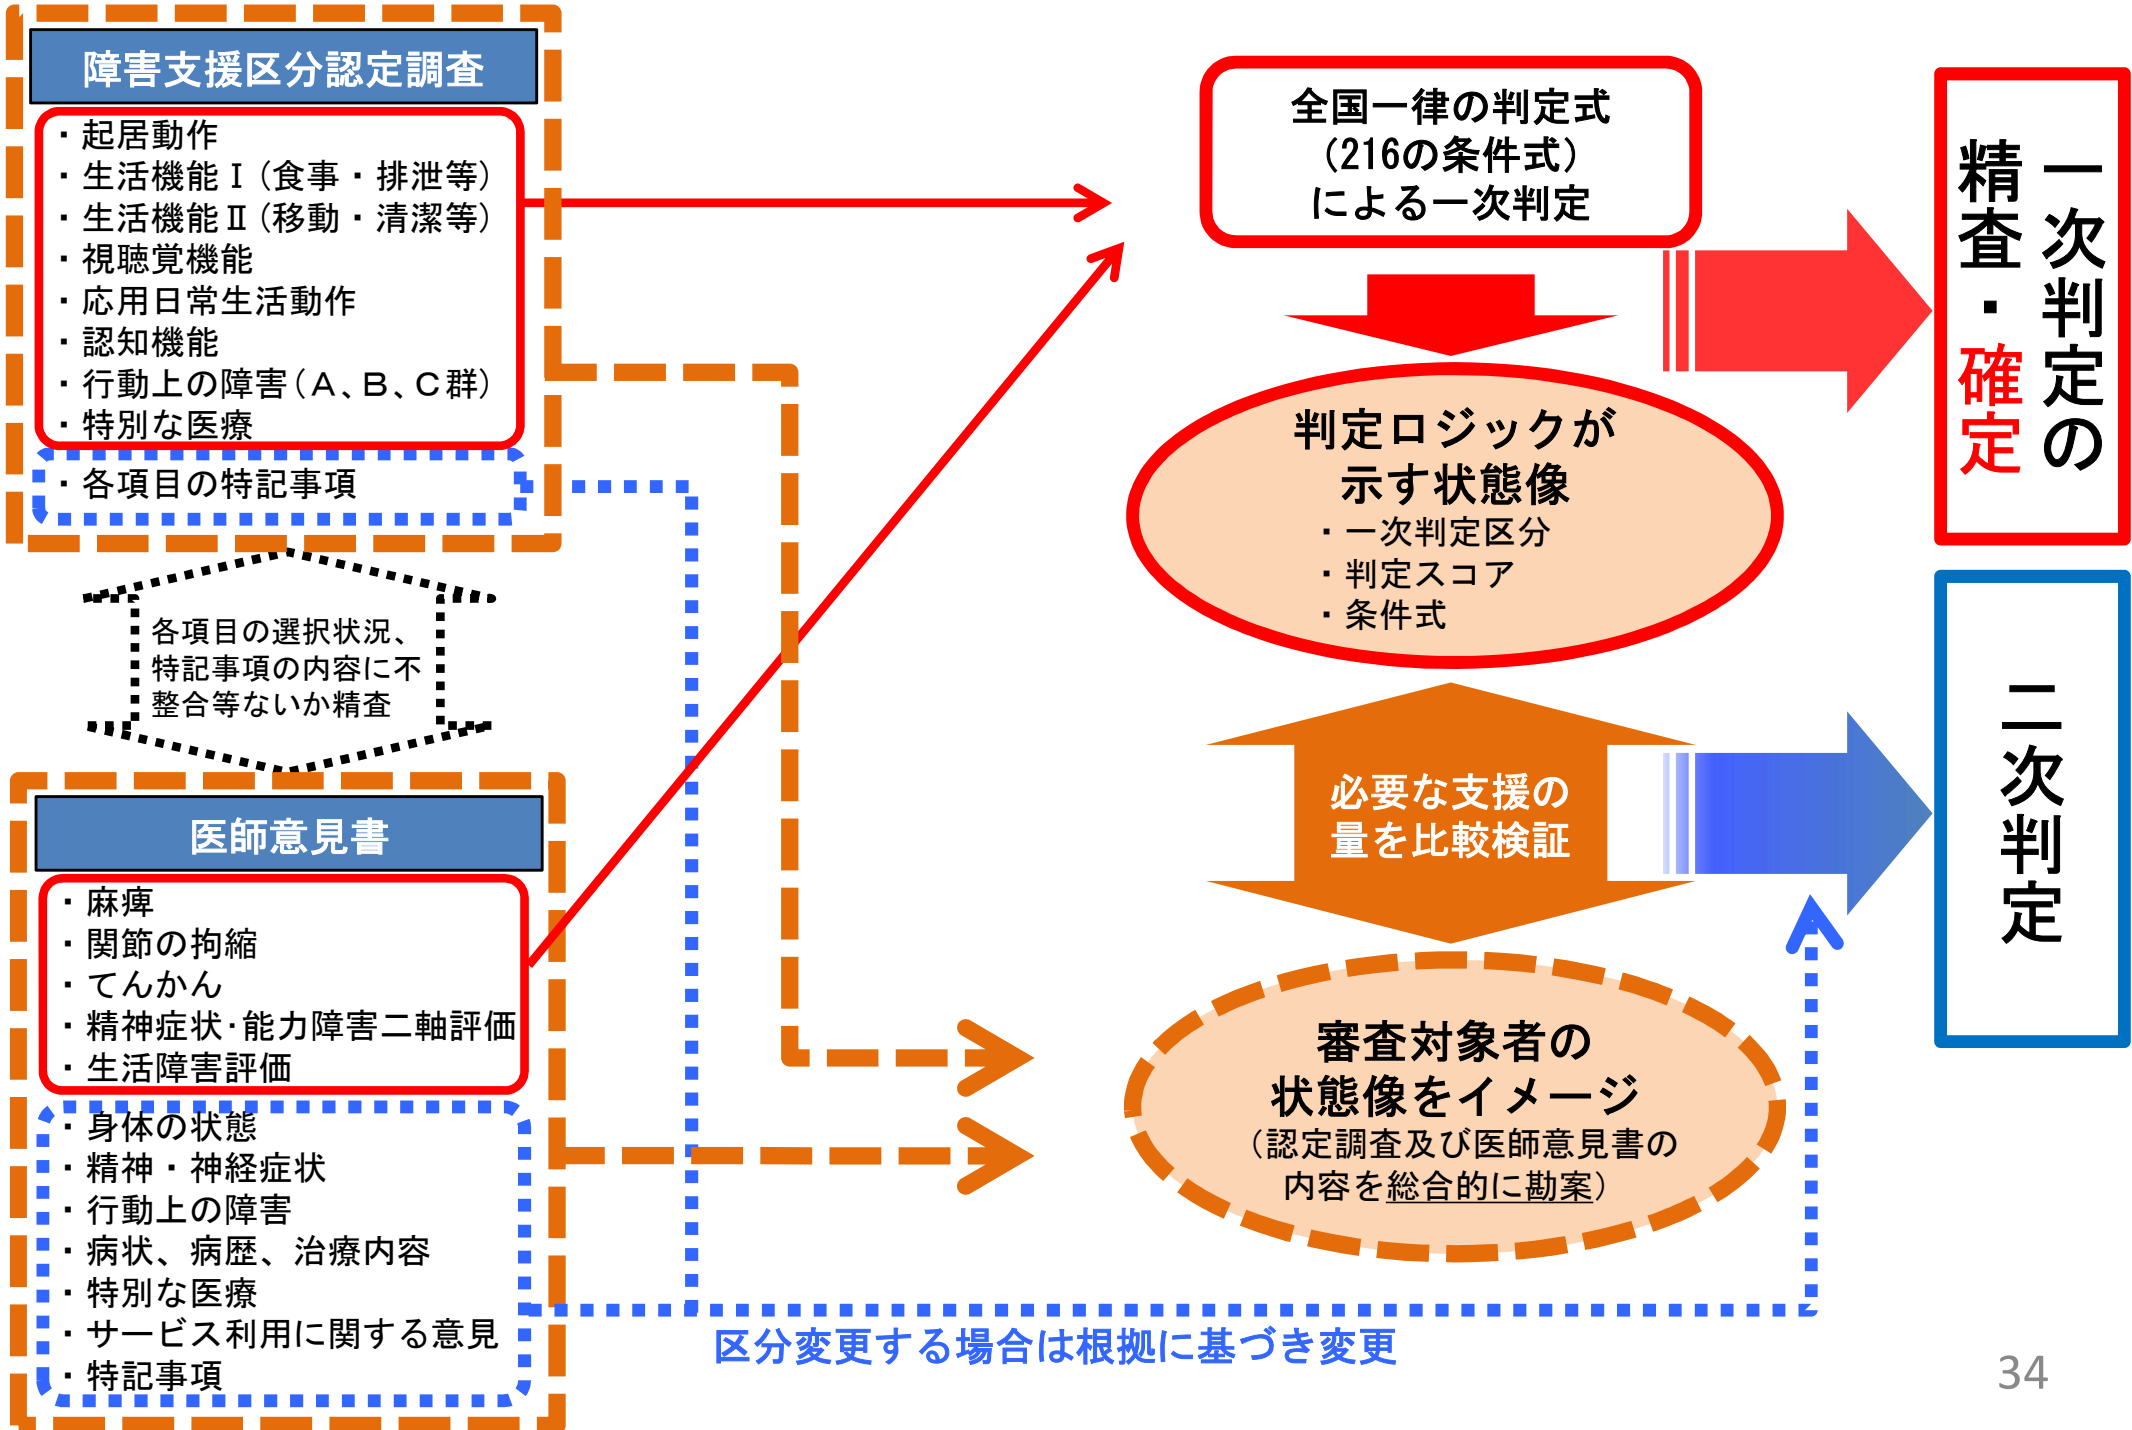 障害支援区分認定調査
・起居動作
・生活機能Ⅰ（食事・排泄等）
・生活機能Ⅱ（移動・清潔等）
・視聴覚機能
・応用日常生活動作
・認知機能
・行動上の障害（Ａ、Ｂ、Ｃ群）
・特別な医療
・各項目の特記事項
各項目の選択状況、
特記事項の内容に不
整合等ないか精査
医師意見書
・麻痺
・関節の拘縮
・てんかん
・精神症状・能力障害二軸評価
・生活障害評価
・身体の状態
・精神・神経症状
・行動上の障害
・病状、病歴、治療内容
・特別な医療
・サービス利用に関する意見
・特記事項
全国一律の判定式
（216の条件式）
による一次判定
判定ロジックが
示す状態像
・一次判定区分
・判定スコア
・条件式
必要な支援の
量を比較検証
審査対象者の
状態像をイメージ
（認定調査及び医師意見書の
内容を総合的に勘案）
区分変更する場合は根拠に基づき変更
一次判定の
精査・確定
二次判定
34